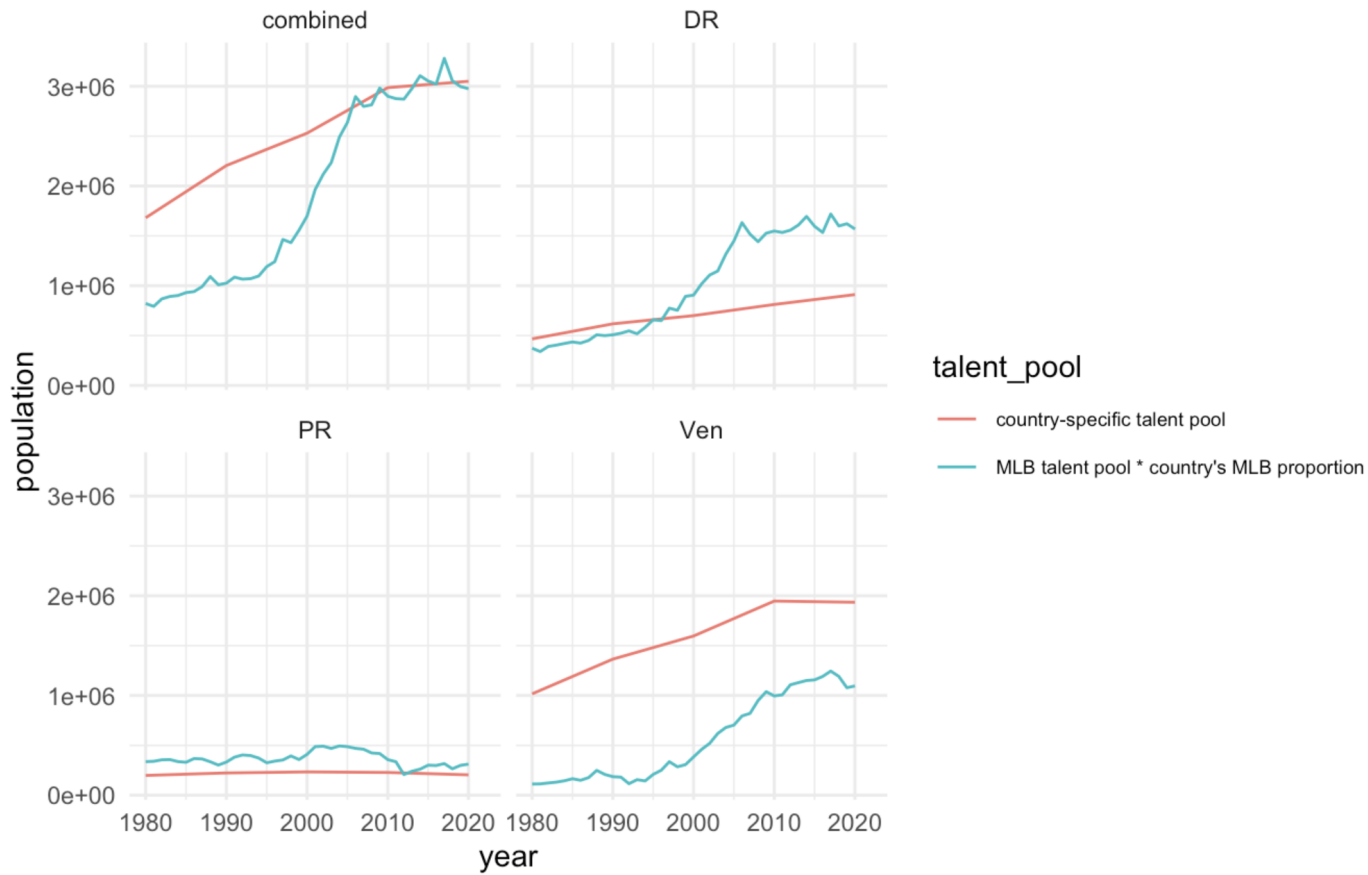 combined
DR
3e+06
2e+06
1e+06
0e+00
PR
Ven
3e+06
2e+06
1e+06
0e+00
1980 1990 2000 2010 2020 1980 1990 2000 2010 2020
year
population
talent_pool
country-specific talent pool
MLB talent pool * country's MLB proportion